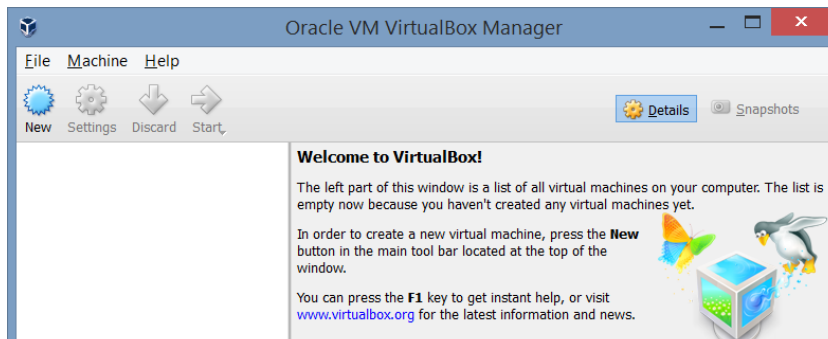 Oracle VM VirtualBox Manager
File Machine Help
New Settings Discard Start
Details Snapshots
Welcome to VirtualBox!
The left part of this window is a list of all virtual machines on your computer. The list is
empty now because you haven't created any virtual machines yet.
In order to create a new virtual machine, press the New
button in the main tool bar located at the top of the
window.
You can press the F1 key to get instant help, or visit
www.virtualbox.org for the latest information and news.